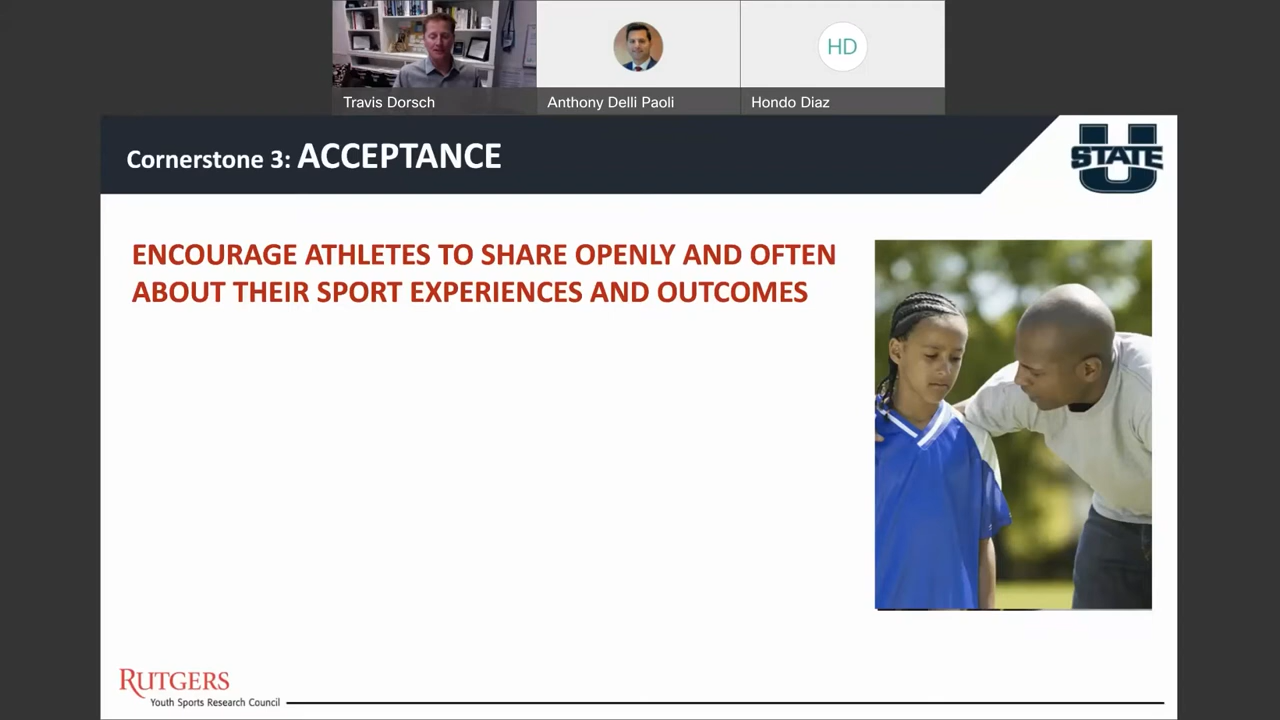 Travis Dorsch
Anthony Delli Paoli
HD
Hondo Diaz
Cornerstone 3: ACCEPTANCE
U
STATE
ENCOURAGE ATHLETES TO SHARE OPENLY AND OFTEN
ABOUT THEIR SPORT EXPERIENCES AND OUTCOMES
RUTGERS
Youth Sports Research Council